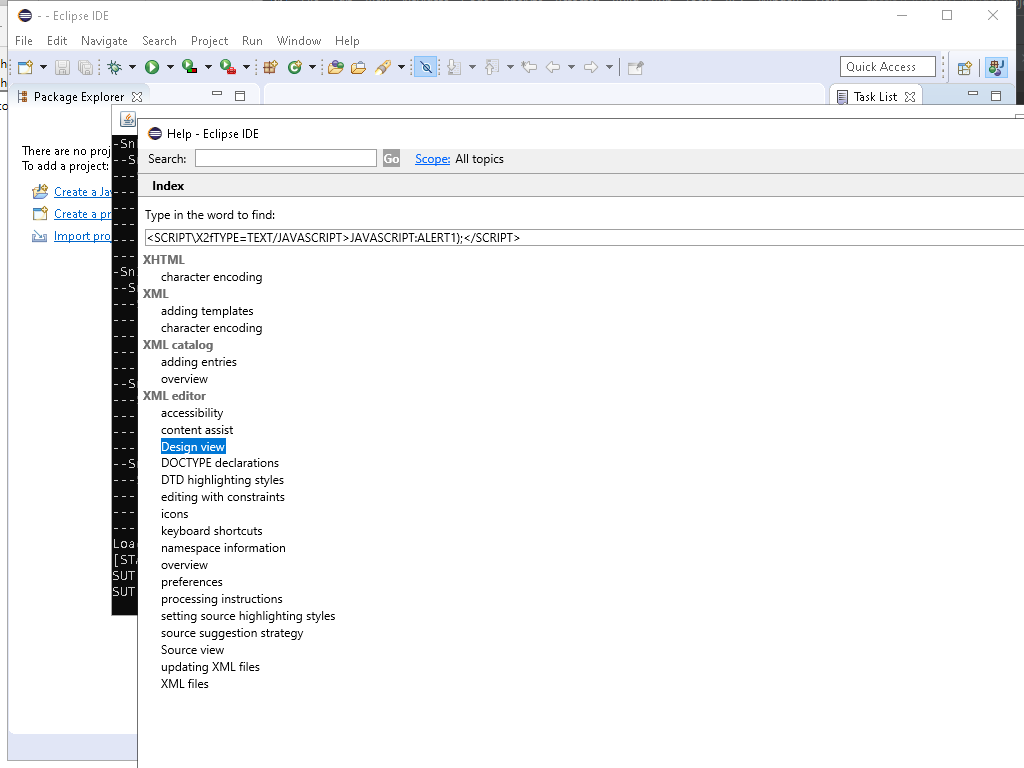 - - Eclipse IDE
File Edit Navigate Search Project Run Window Help
Quick Access
Package Explorer
Task List
There are no proj
To add a project:
Create a Ja
Create a pr
Import pro
Loa
[STA
SUT
SUT
Help - Eclipse IDE
Search: Go Scope: All topics
Index
Type in the word to find:
<SCRIPT\X2fTYPE=TEXT/JAVASCRIPT>JAVASCRIPT:ALERT1);</SCRIPT>
XHTML
character encoding
XML
adding templates
character encoding
XML catalog
adding entries
overview
XML editor
accessibility
content assist
Design view
DOCTYPE declarations
DTD highlighting styles
editing with constraints
icons
keyboard shortcuts
namespace information
overview
preferences
processing instructions
setting source highlighting styles
source suggestion strategy
Source view
updating XML files
XML files